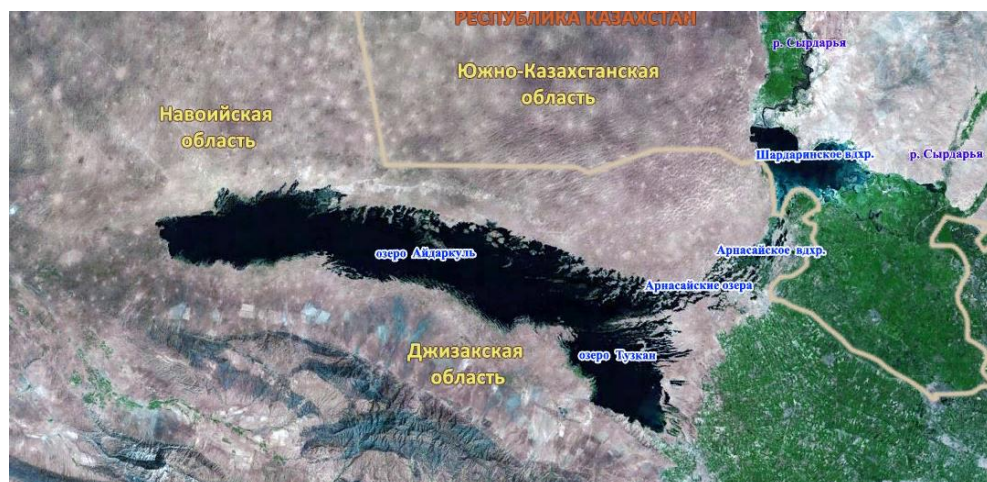 РЕСПУБЛИКА КАЗАХСТАН
р. Сырдарья
Южно-Казахстанская
область
Навоийская
область
Шардаринское вдхр.
р. Сырдарья
озеро Айдаркуль
Арнасайское вдхр.
Арнасайские озера
озеро Тузкан
Джизакская
область